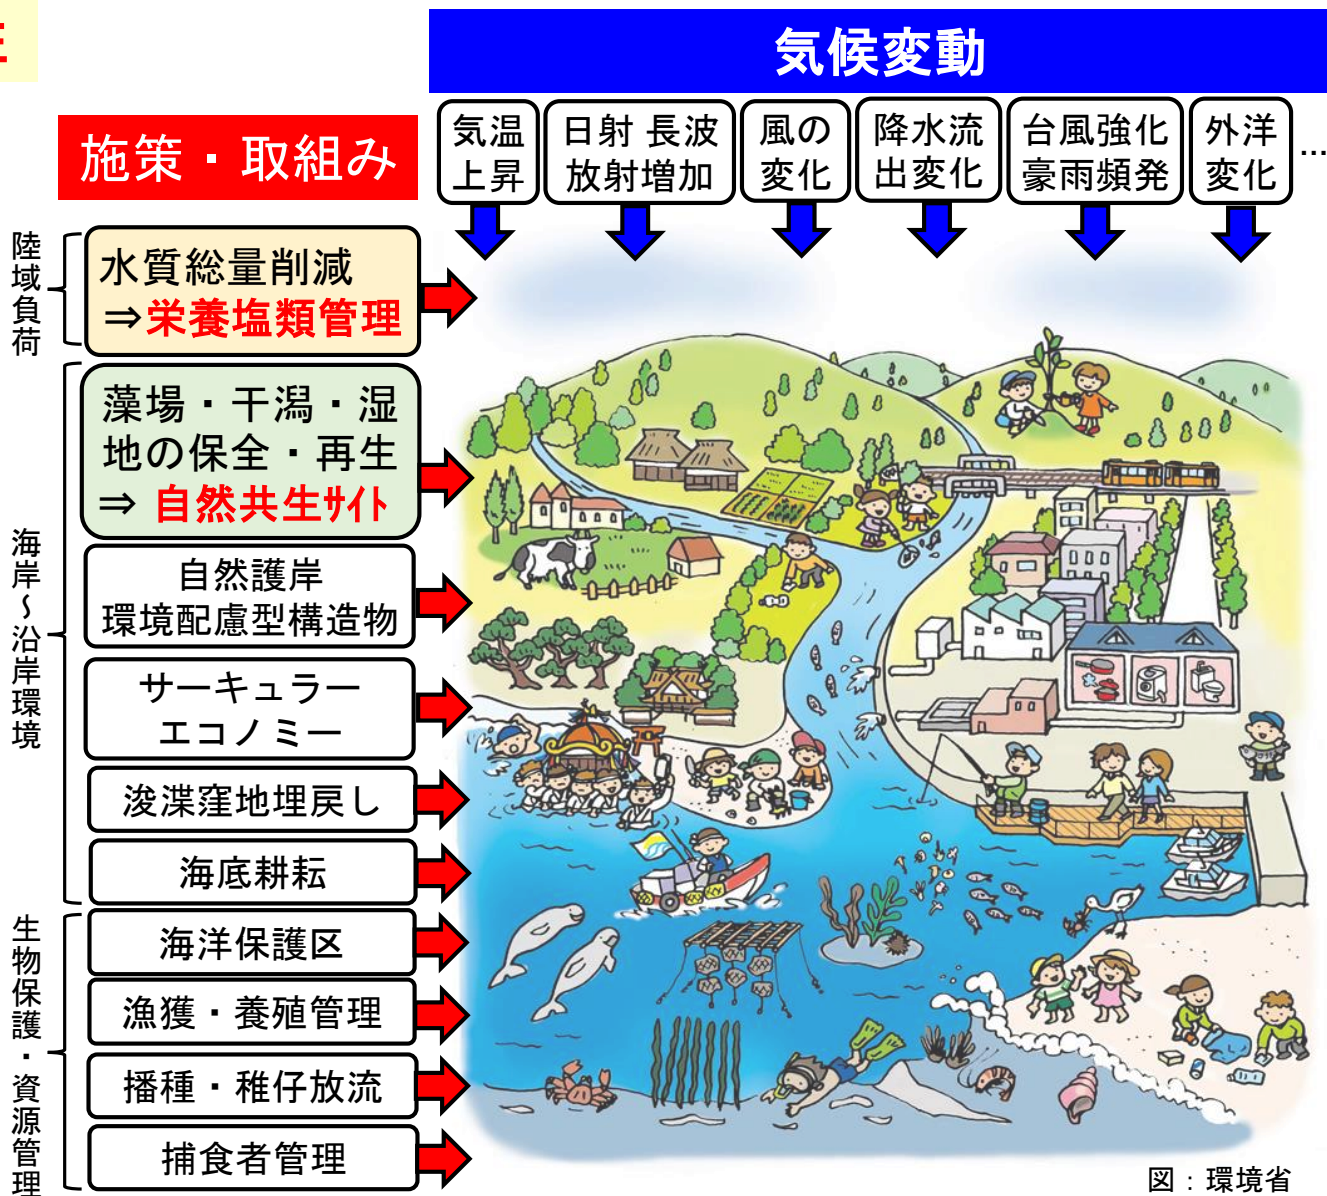 気候変動
施策・取組み
気温
上昇
日射 長波
放射増加
風の
変化
降水流
出変化
台風強化
豪雨頻発
外洋
変化
…
陸域負荷
水質総量削減
⇒栄養塩類管理
海岸～沿岸環境
藻場・干潟・湿
地の保全・再生
⇒ 自然共生ｻｲﾄ
自然護岸
環境配慮型構造物
サーキュラー
エコノミー
浚渫窪地埋戻し
海底耕耘
生物保護・資源管理
海洋保護区
漁獲・養殖管理
播種・稚仔放流
捕食者管理
図：環境省